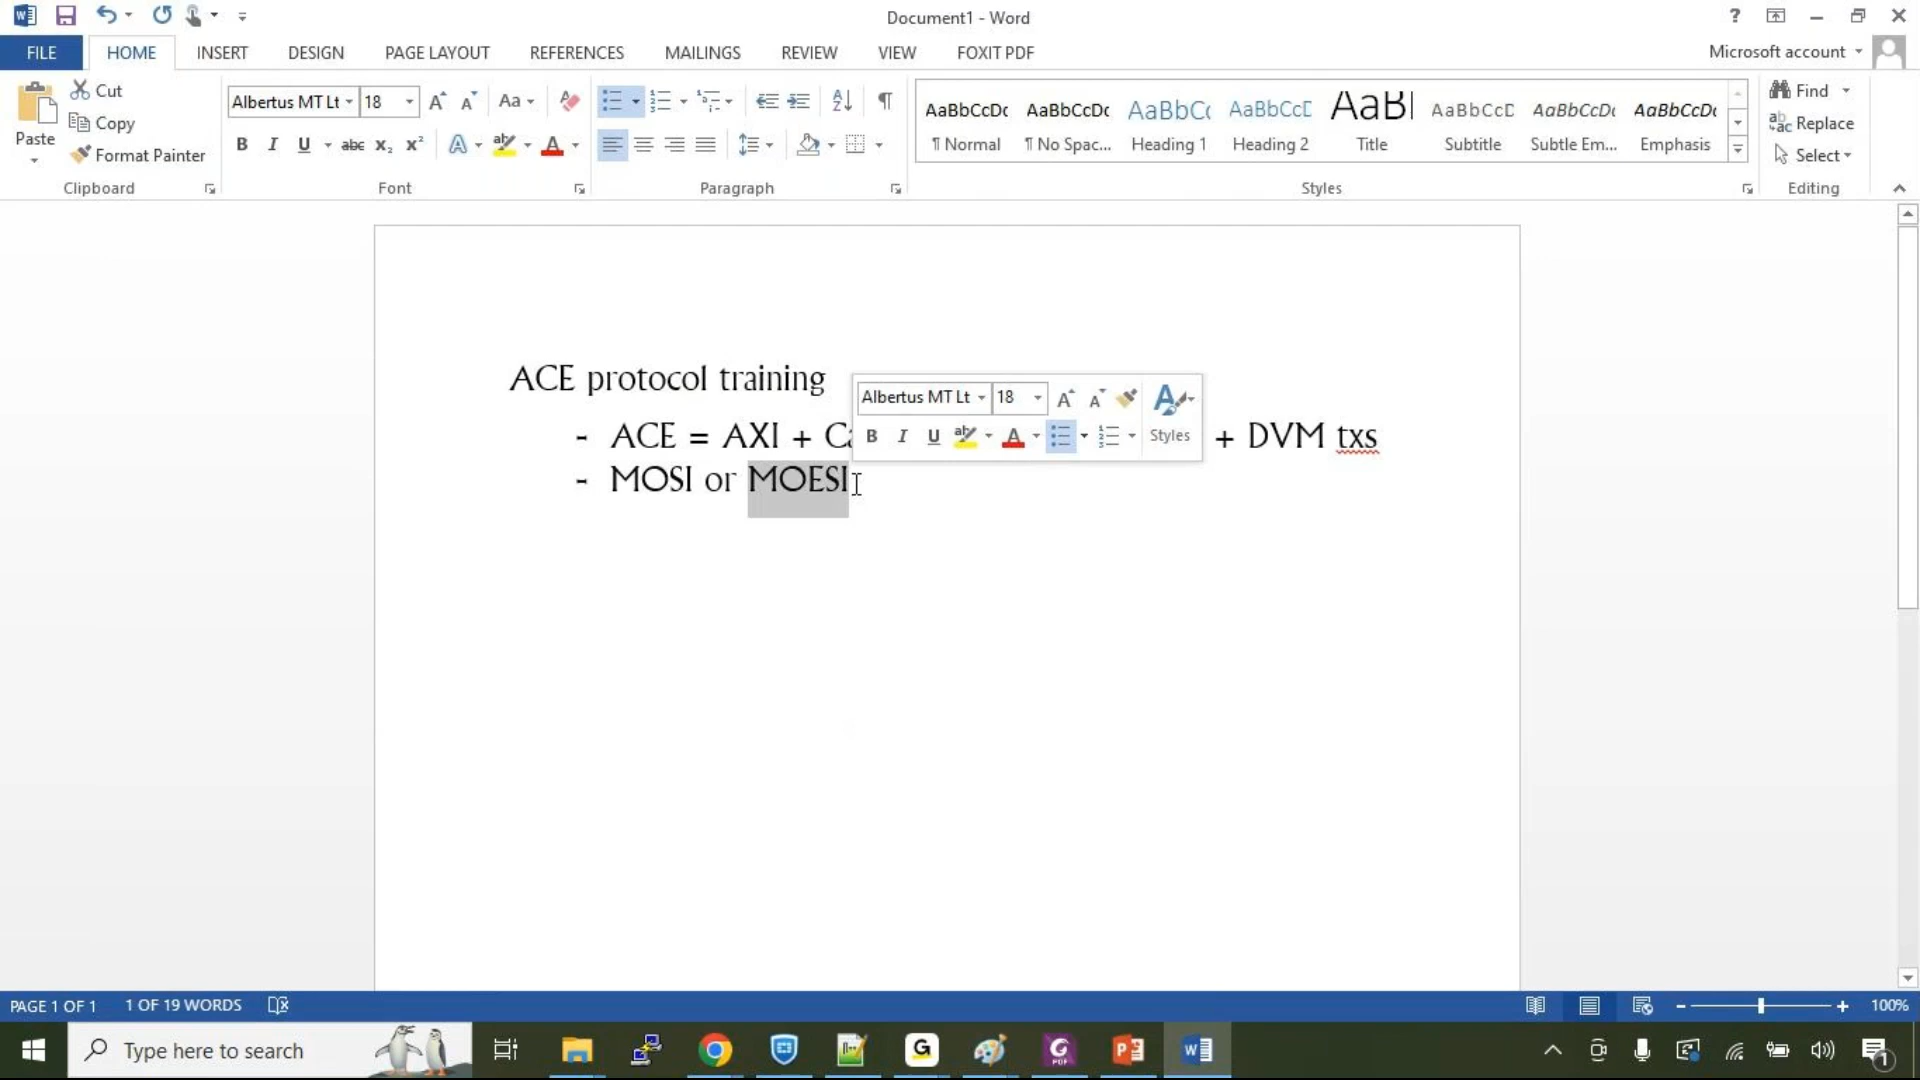 Document1 - Word
FILE HOME INSERT DESIGN PAGE LAYOUT REFERENCES MAILINGS REVIEW VIEW FOXIT PDF Microsoft account
Paste
Cut
Copy
Format Painter
Clipboard
Albertus MT Lt 18
Font
Paragraph
AaBbCcDc AaBbCcDc AaBbC( AaBbCcD AaB AaBbCcD AaBbCcDc AaBbCcDc
¶ Normal ¶ No Spac... Heading 1 Heading 2 Title Subtitle Subtle Em... Emphasis
Styles
Find
Replace
Select
Editing
ACE protocol training
- ACE = AXI + Ca + DVM txs
- MOSI or MOESI
Albertus MT Lt 18
Styles
PAGE 1 OF 1 1 OF 19 WORDS 100%
Type here to search